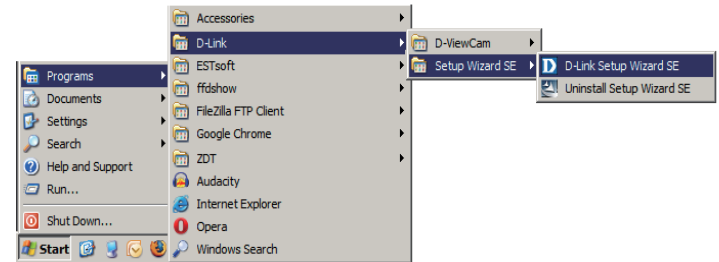 Programs
Documents
Settings
Search
Help and Support
Run...
Shut Down...
Start
Accessories
D-Link
ESTsoft
ffdshow
FileZilla FTP Client
Google Chrome
ZDT
Audacity
Internet Explorer
Opera
Windows Search
D-ViewCam
Setup Wizard SE
D-Link Setup Wizard SE
Uninstall Setup Wizard SE